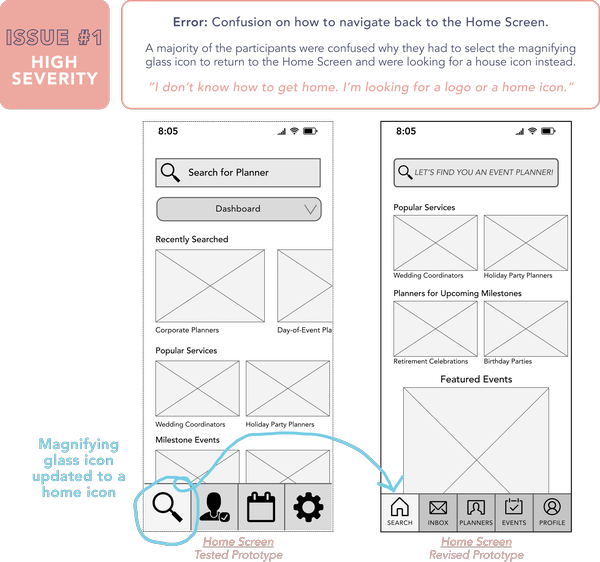 ISSUE #1
HIGH
SEVERITY
Error: Confusion on how to navigate back to the Home Screen.
A majority of the participants were confused why they had to select the magnifying
glass icon to return to the Home Screen and were looking for a house icon instead.
"I don't know how to get home. I'm looking for a logo or a home icon."
8:05
Search for Planner
Dashboard
Recently Searched
Corporate Planners
Day-of-Event Pla
Popular Services
Wedding Coordinators
Holiday Party Planners
Milestone Events
Magnifying
glass icon
updated to a
home icon
Home Screen
Tested Prototype
8:05
LET'S FIND YOU AN EVENT PLANNER!
Popular Services
Wedding Coordinators
Holiday Party Planners
Planners for Upcoming Milestones
Retirement Celebrations
Birthday Parties
Featured Events
SEARCH
INBOX
PLANNERS
EVENTS
PROFILE
Home Screen
Revised Prototype